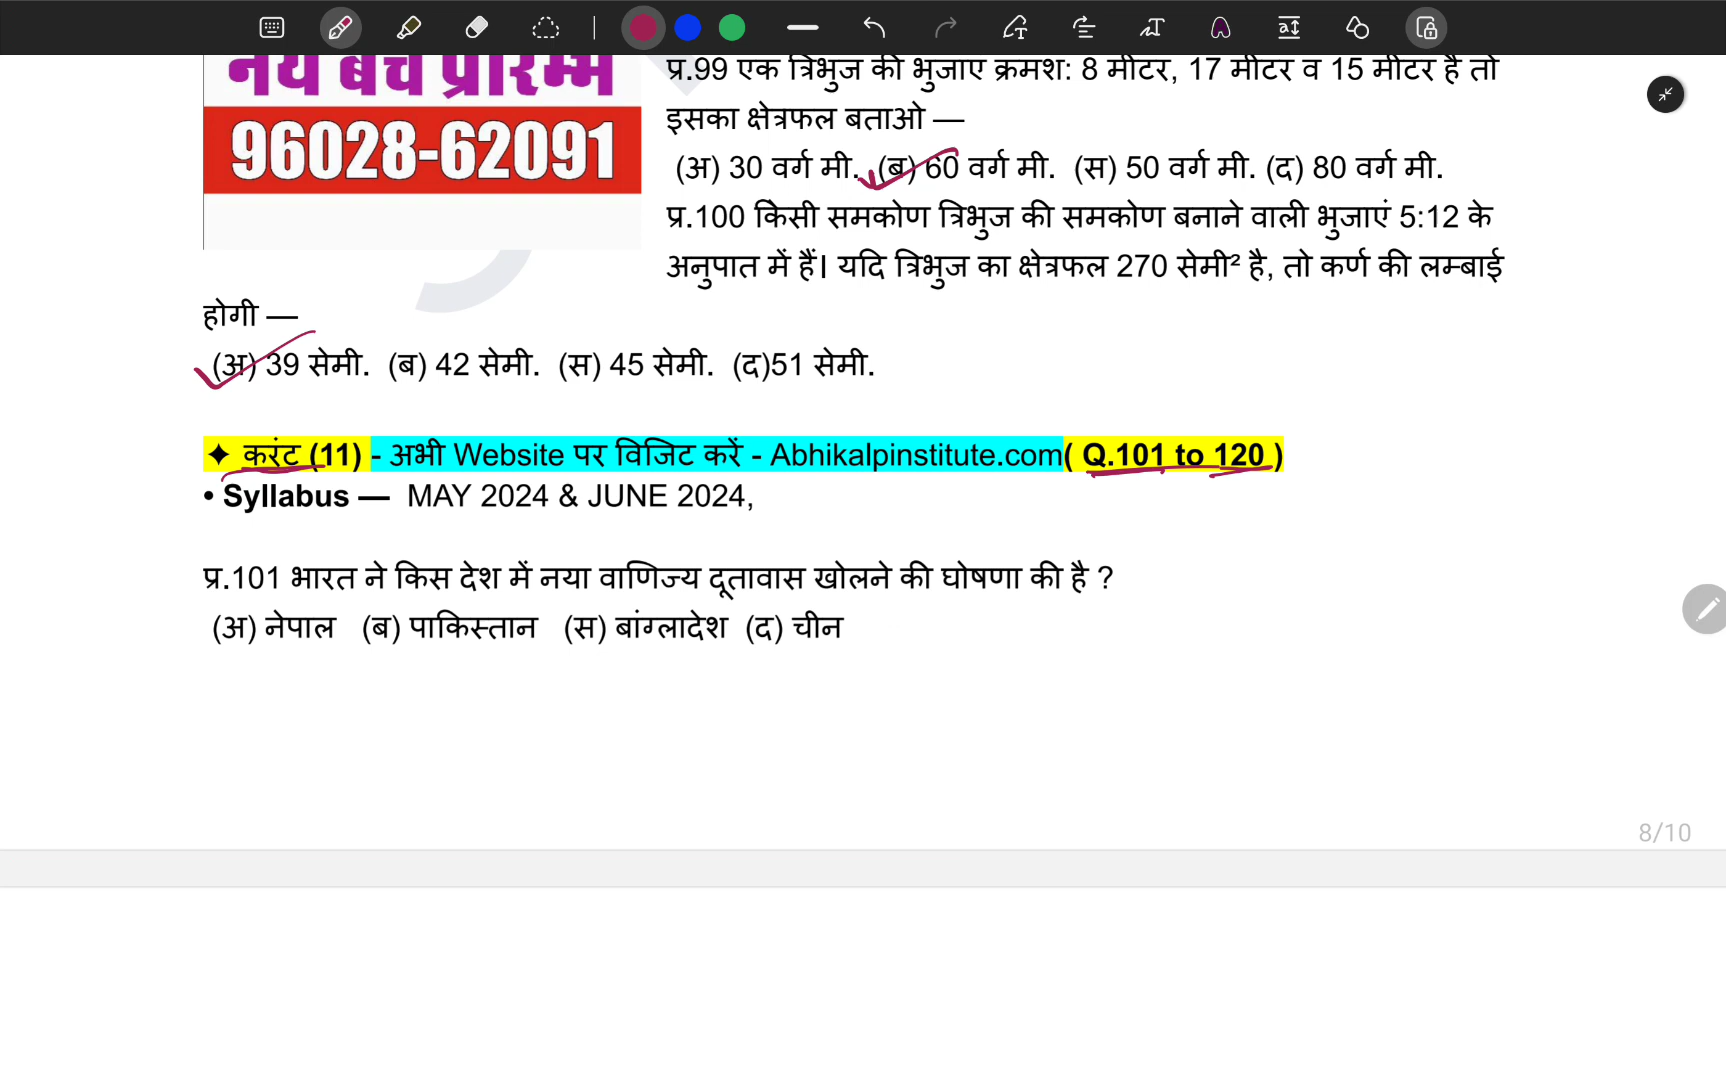 नये बैच प्रारम्भ
96028-62091
प्र.99 एक त्रिभुज की भुजाएं क्रमश: 8 मीटर, 17 मीटर व 15 मीटर है तो
इसका क्षेत्रफल बताओ —
(अ) 30 वर्ग मी. (ब) 60 वर्ग मी. (स) 50 वर्ग मी. (द) 80 वर्ग मी.
प्र.100 किसी समकोण त्रिभुज की समकोण बनाने वाली भुजाएं 5:12 के
अनुपात में हैं। यदि त्रिभुज का क्षेत्रफल 270 सेमी² है, तो कर्ण की लम्बाई
होगी —
(अ) 39 सेमी. (ब) 42 सेमी. (स) 45 सेमी. (द)51 सेमी.
✦ करंट (11) - अभी Website पर विजिट करें - Abhikalpinstitute.com( Q.101 to 120 )
• Syllabus — MAY 2024 & JUNE 2024,
प्र.101 भारत ने किस देश में नया वाणिज्य दूतावास खोलने की घोषणा की है ?
(अ) नेपाल (ब) पाकिस्तान (स) बांग्लादेश (द) चीन
8/10